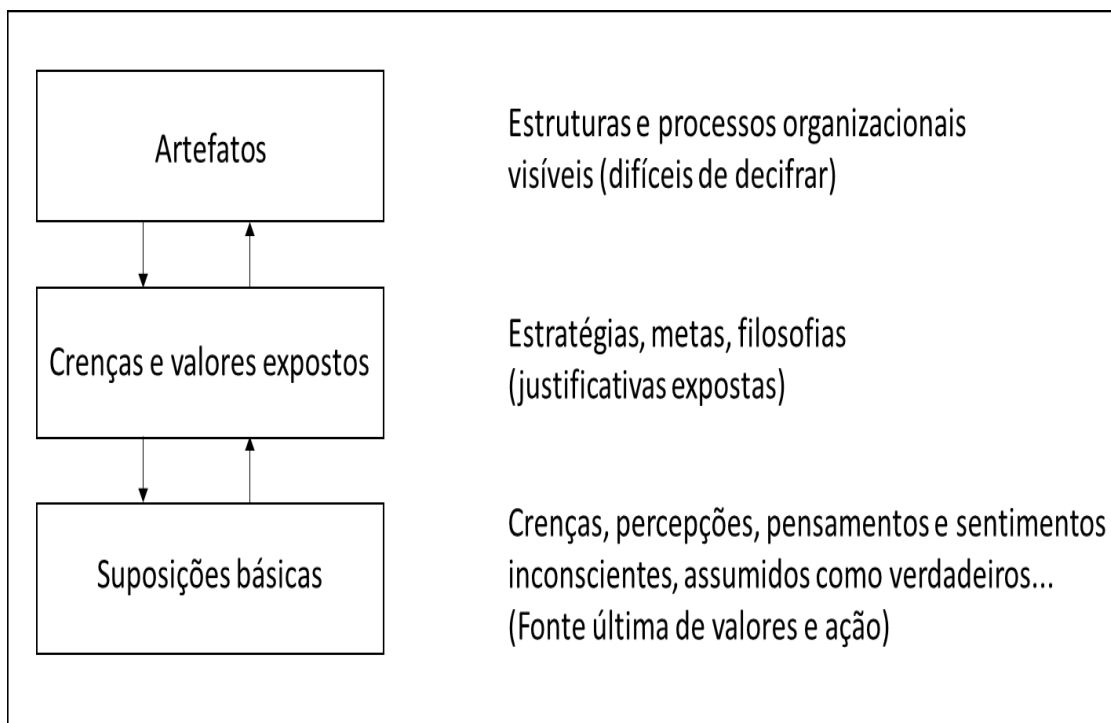 Artefatos
Estruturas e processos organizacionais
visíveis (difíceis de decifrar)
Crenças e valores expostos
Estratégias, metas, filosofias
(justificativas expostas)
Suposições básicas
Crenças, percepções, pensamentos e sentimentos
inconscientes, assumidos como verdadeiros...
(Fonte última de valores e ação)